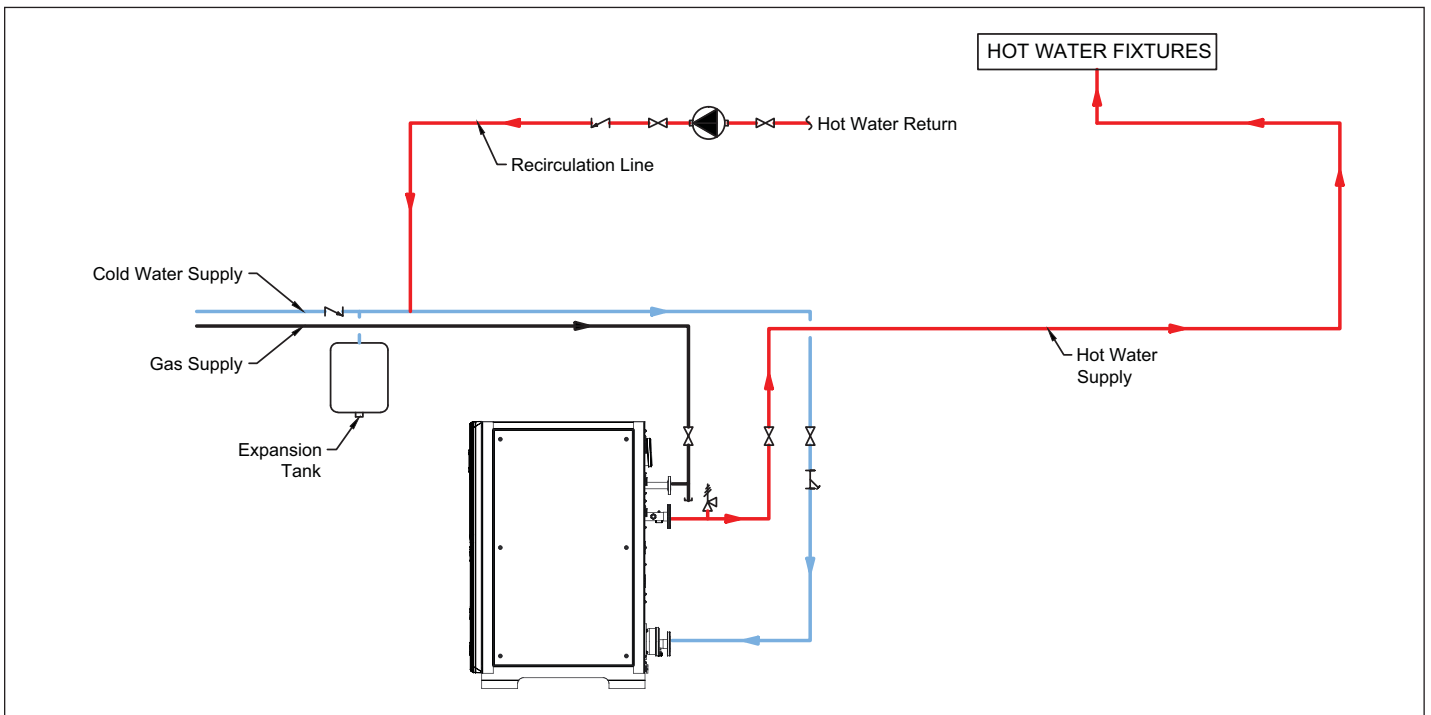 HOT WATER FIXTURES
Hot Water Return
Recirculation Line
Cold Water Supply
Gas Supply
Hot Water
Supply
Expansion
Tank